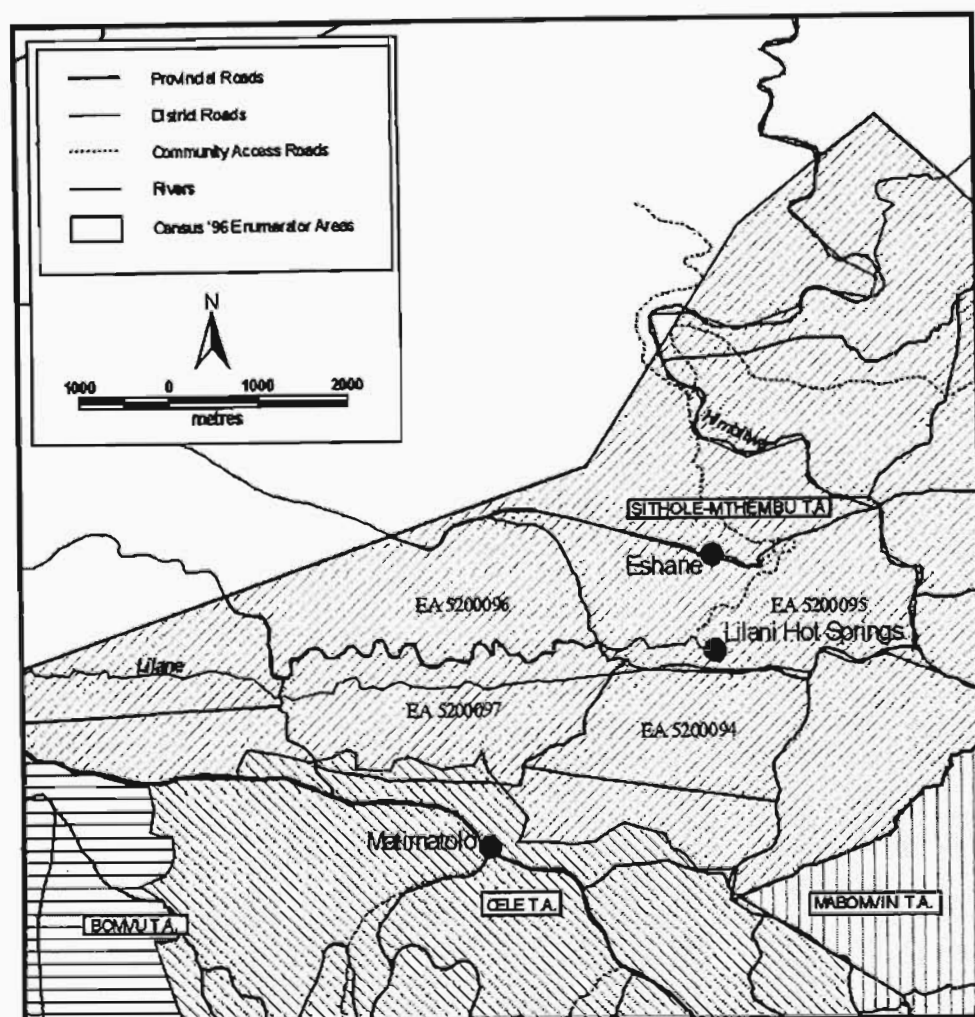 Provincial Roads
District Roads
Community Access Roads
Rivers
Census '96 Enumerator Areas
N
1000 0 1000 2000
metres
SITHOLE-MTHEMBU T.A.
Eshane
EA 5200096
EA 5200095
Lilani Hot Springs
Lilane
EA 5200097
EA 5200094
Matimatolo
CELE T.A.
BOMVU T.A.